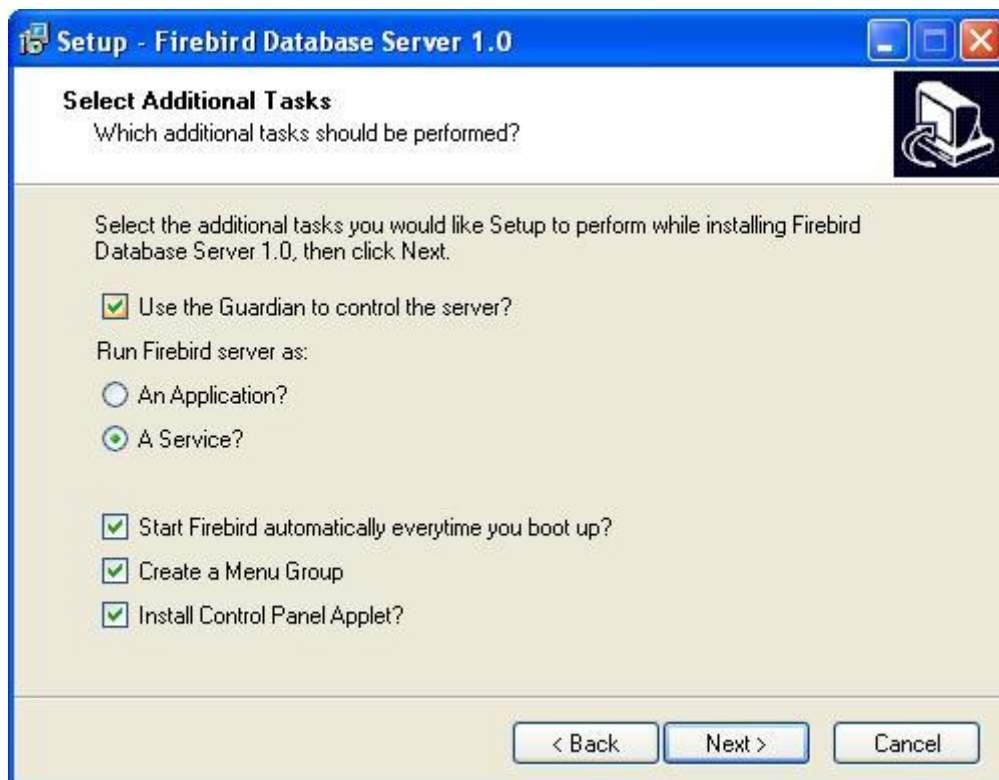 Setup - Firebird Database Server 1.0
Select Additional Tasks
Which additional tasks should be performed?
Select the additional tasks you would like Setup to perform while installing Firebird
Database Server 1.0, then click Next.
Use the Guardian to control the server?
Run Firebird server as:
An Application?
A Service?
Start Firebird automatically everytime you boot up?
Create a Menu Group
Install Control Panel Applet?
< Back
Next >
Cancel